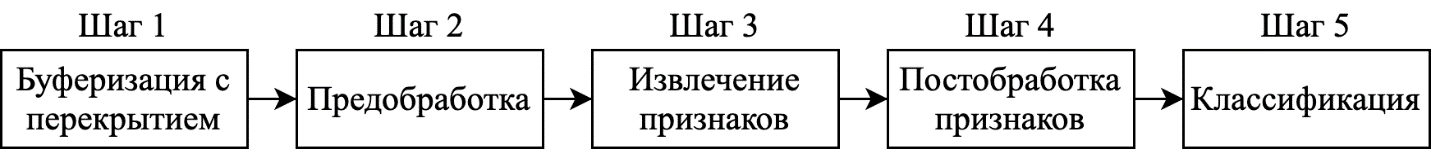 Шаг 1
Шаг 2
Шаг 3
Шаг 4
Шаг 5
Буферизация с
перекрытием
Предобработка
Извлечение
признаков
Постобработка
признаков
Классификация